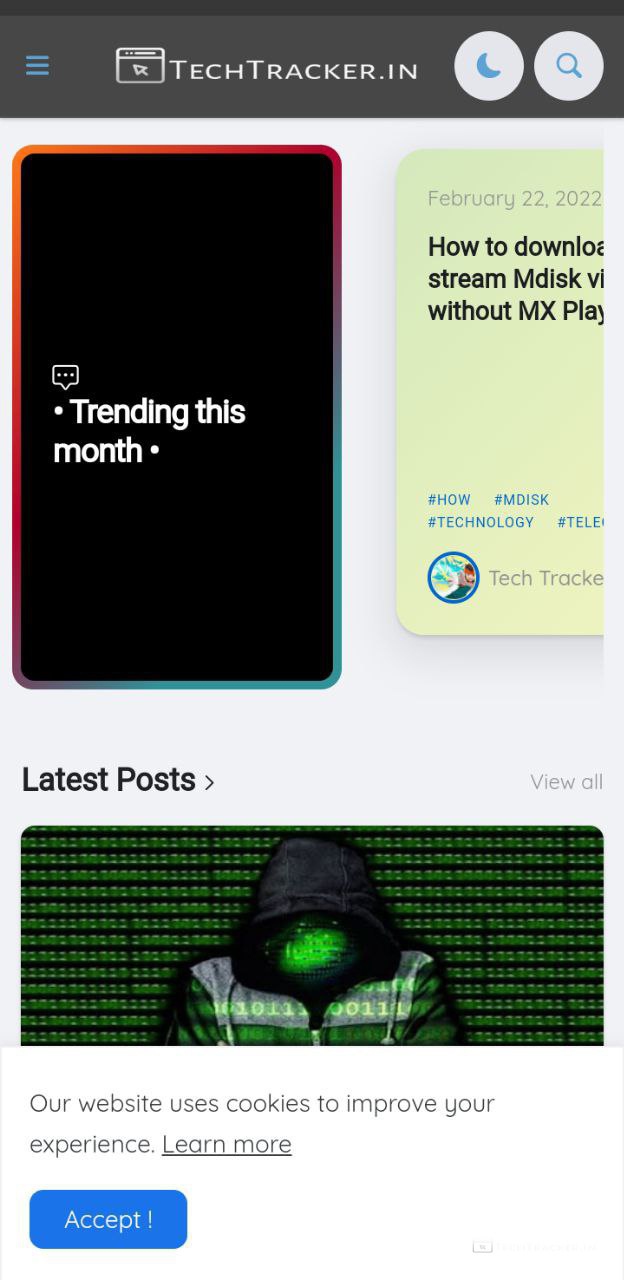 TECHTRACKER.IN
• Trending this
month •
February 22, 2022
How to downloa
stream Mdisk vi
without MX Play
#HOW #MDISK
#TECHNOLOGY #TELE
Tech Tracke
Latest Posts
View all
Our website uses cookies to improve your
experience. Learn more
Accept !